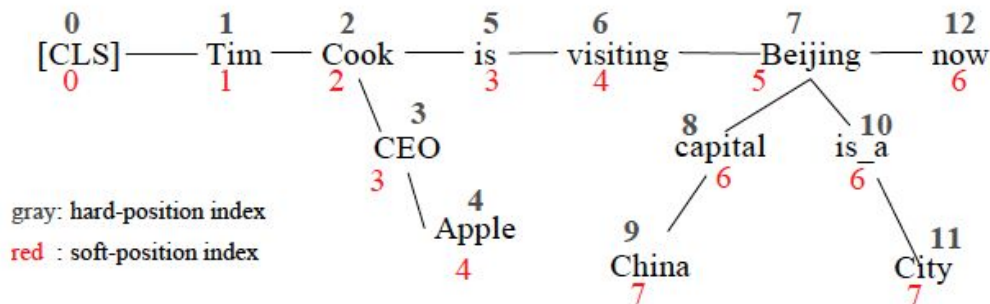 0 1 2 5 6 7 12
[CLS] Tim Cook is visiting Beijing now
0 1 2 3 4 5 6
3 8 10
CEO capital is_a
3 6 6
gray: hard-position index
4 9 11
Apple China City
red : soft-position index
4 7 7